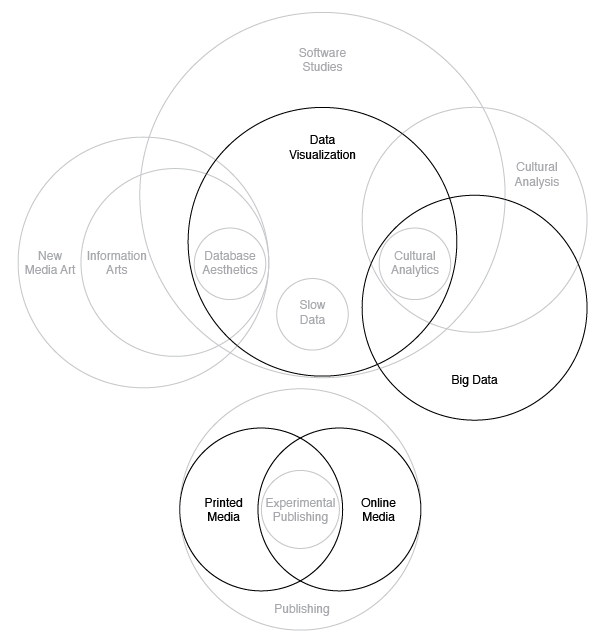 Software
Studies
Data
Visualization
Cultural
Analysis
New
Media Art
Information
Arts
Database
Aesthetics
Cultural
Analytics
Slow
Data
Big Data
Printed
Media
Experimental
Publishing
Online
Media
Publishing